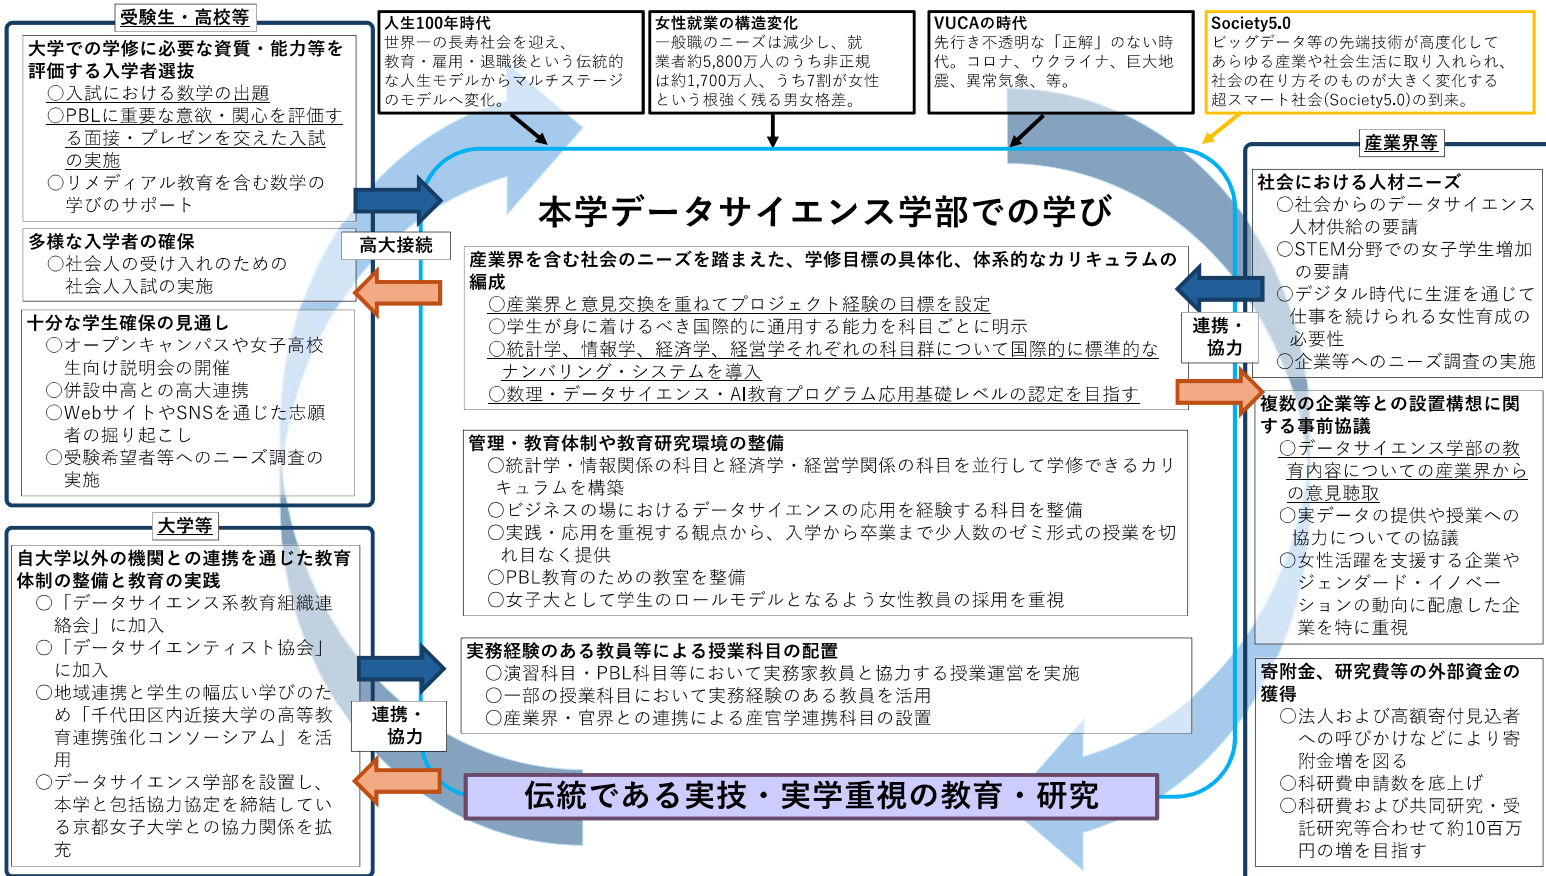 受験生・高校等
大学での学修に必要な資質・能力等を
評価する入学者選抜
○入試における数学の出題
○PBLに重要な意欲・関心を評価す
る面接・プレゼンを交えた入試
の実施
○リメディアル教育を含む数学の
学びのサポート
多様な入学者の確保
○社会人の受け入れのための
社会人入試の実施
十分な学生確保の見通し
○オープンキャンパスや女子高校
生向け説明会の開催
○併設中高との高大連携
○WebサイトやSNSを通じた志願
者の掘り起こし
○受験希望者等へのニーズ調査の
実施
大学等
自大学以外の機関との連携を通じた教育
体制の整備と教育の実践
○「データサイエンス系教育組織連
絡会」に加入
○「データサイエンティスト協会」
に加入
○地域連携と学生の幅広い学びのた
め「千代田区内近接大学の高等教
育連携強化コンソーシアム」を活
用
○データサイエンス学部を設置し、
本学と包括協力協定を締結してい
る京都女子大学との協力関係を拡
充
人生100年時代
世界一の長寿社会を迎え、
教育・雇用・退職後という伝統的
な人生モデルからマルチステージ
のモデルへ変化。
女性就業の構造変化
一般職のニーズは減少し、就
業者約5,800万人のうち非正規
は約1,700万人、うち7割が女性
という根強く残る男女格差。
VUCAの時代
先行き不透明な「正解」のない時
代。コロナ、ウクライナ、巨大地
震、異常気象、等。
Society5.0
ビッグデータ等の先端技術が高度化して
あらゆる産業や社会生活に取り入れられ、
社会の在り方そのものが大きく変化する
超スマート社会(Society5.0)の到来。
高大接続
連携・
協力
本学データサイエンス学部での学び
産業界を含む社会のニーズを踏まえた、学修目標の具体化、体系的なカリキュラムの
編成
○産業界と意見交換を重ねてプロジェクト経験の目標を設定
○学生が身に着けるべき国際的に通用する能力を科目ごとに明示
○統計学、情報学、経済学、経営学それぞれの科目群について国際的に標準的な
ナンバリング・システムを導入
○数理・データサイエンス・AI教育プログラム応用基礎レベルの認定を目指す
管理・教育体制や教育研究環境の整備
○統計学・情報関係の科目と経済学・経営学関係の科目を並行して学修できるカリ
キュラムを構築
○ビジネスの場におけるデータサイエンスの応用を経験する科目を整備
○実践・応用を重視する観点から、入学から卒業まで少人数のゼミ形式の授業を切
れ目なく提供
○PBL教育のための教室を整備
○女子大として学生のロールモデルとなるよう女性教員の採用を重視
実務経験のある教員等による授業科目の配置
○演習科目・PBL科目等において実務家教員と協力する授業運営を実施
○一部の授業科目において実務経験のある教員を活用
○産業界・官界との連携による産官学連携科目の設置
伝統である実技・実学重視の教育・研究
連携・
協力
産業界等
社会における人材ニーズ
○社会からのデータサイエンス
人材供給の要請
○STEM分野での女子学生増加
の要請
○デジタル時代に生涯を通じて
仕事を続けられる女性育成の
必要性
○企業等へのニーズ調査の実施
複数の企業等との設置構想に関
する事前協議
○データサイエンス学部の教
育内容についての産業界から
の意見聴取
○実データの提供や授業への
協力についての協議
○女性活躍を支援する企業や
ジェンダード・イノベー
ションの動向に配慮した企
業を特に重視
寄附金、研究費等の外部資金の
獲得
○法人および高額寄付見込者
への呼びかけなどにより寄
附金増を図る
○科研費申請数を底上げ
○科研費および共同研究・受
託研究等合わせて約10百万
円の増を目指す